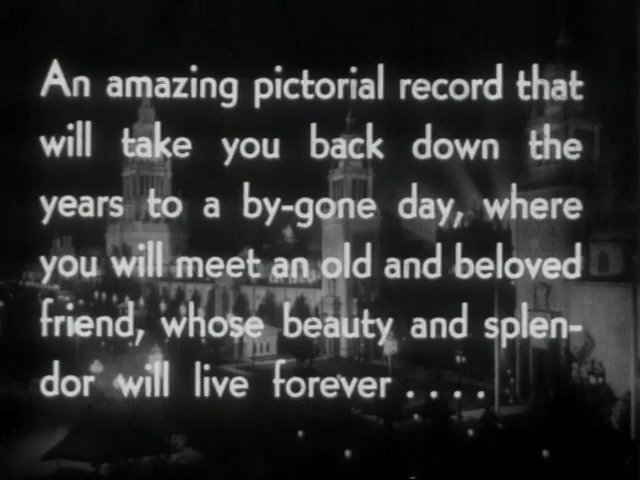 An amazing pictorial record that
will take you back down the
years to a by-gone day, where
you will meet an old and beloved
friend, whose beauty and splen-
dor will live forever . . . .